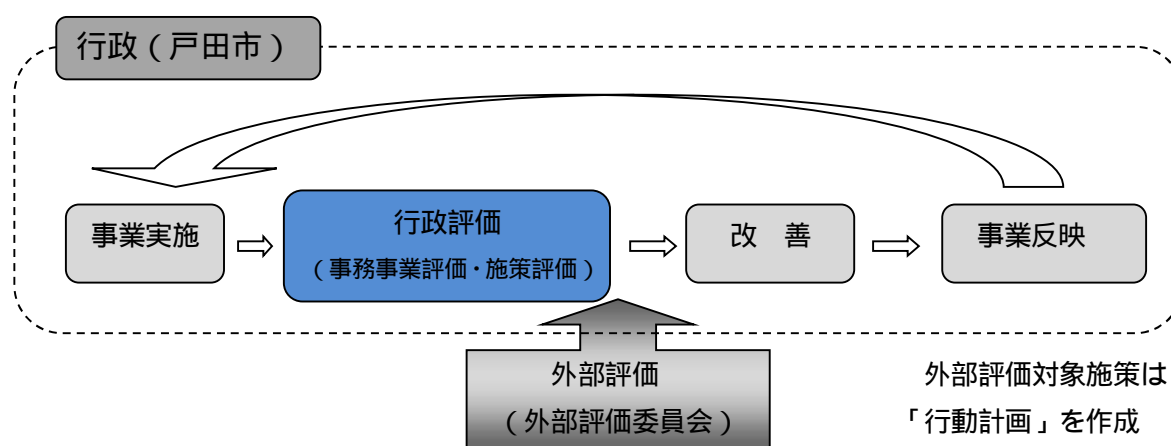 行政（戸田市）
事業実施
行政評価
（事務事業評価・施策評価）
改　善
事業反映
外部評価
（外部評価委員会）
外部評価対象施策は
「行動計画」を作成